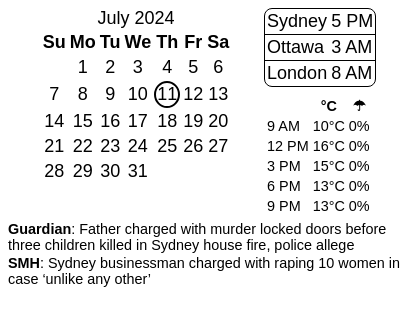 July 2024
Su Mo Tu We Th Fr Sa
1 2 3 4 5 6
7 8 9 10 11 12 13
14 15 16 17 18 19 20
21 22 23 24 25 26 27
28 29 30 31
Sydney 5 PM
Ottawa 3 AM
London 8 AM
°C ☂
9 AM 10°C 0%
12 PM 16°C 0%
3 PM 15°C 0%
6 PM 13°C 0%
9 PM 13°C 0%
Guardian: Father charged with murder locked doors before
three children killed in Sydney house fire, police allege
SMH: Sydney businessman charged with raping 10 women in
case ‘unlike any other’